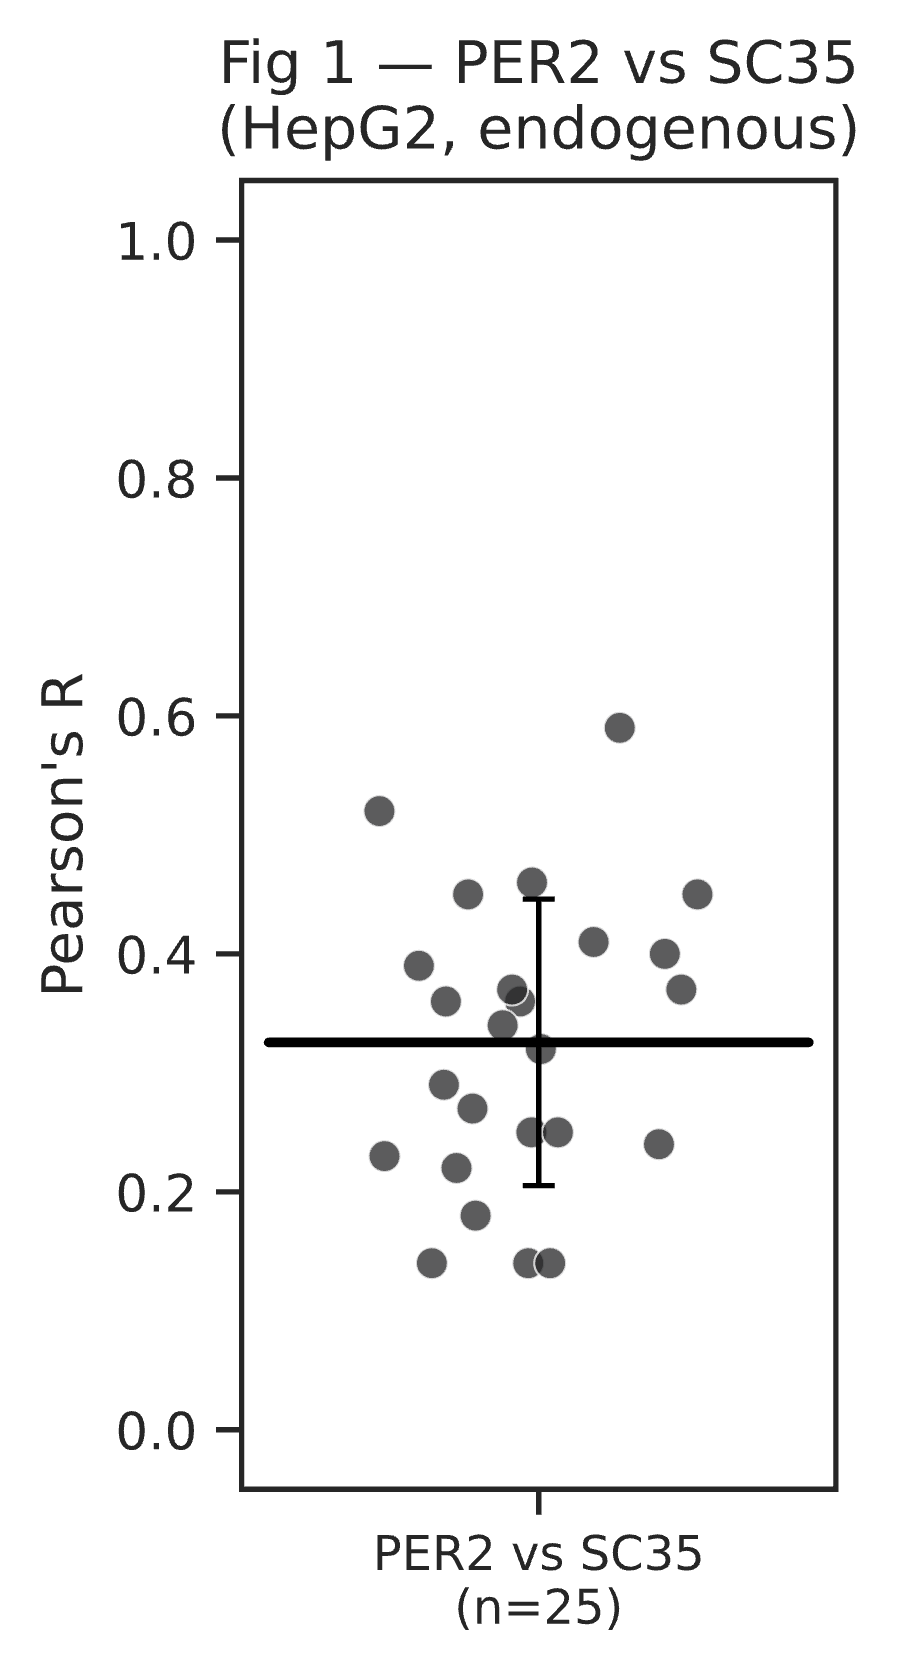 Fig 1 — PER2 vs SC35
(HepG2, endogenous)
1.0
0.8
0.6
0.4
0.2
0.0
Pearson's R
PER2 vs SC35
(n=25)